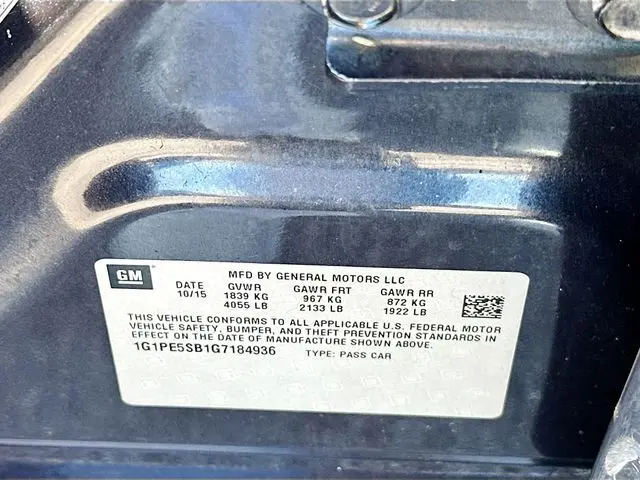 GM
MFD BY GENERAL MOTORS LLC
DATE GVWR GAWR FRT GAWR RR
10/15 1839 KG 967 KG 872 KG
4055 LB 2133 LB 1922 LB
THIS VEHICLE CONFORMS TO ALL APPLICABLE U.S. FEDERAL MOTOR
VEHICLE SAFETY, BUMPER, AND THEFT PREVENTION STANDARDS IN
EFFECT ON THE DATE OF MANUFACTURE SHOWN ABOVE.
1G1PE5SB1G7184936 TYPE: PASS CAR